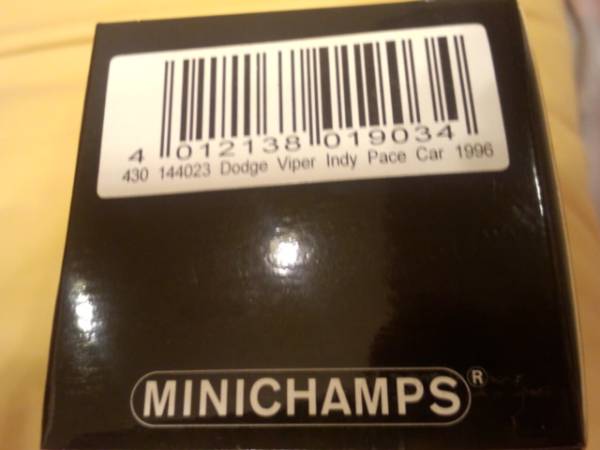 4 012138 019034
430 144023 Dodge Viper Indy Pace Car 1996
MINICHAMPS®